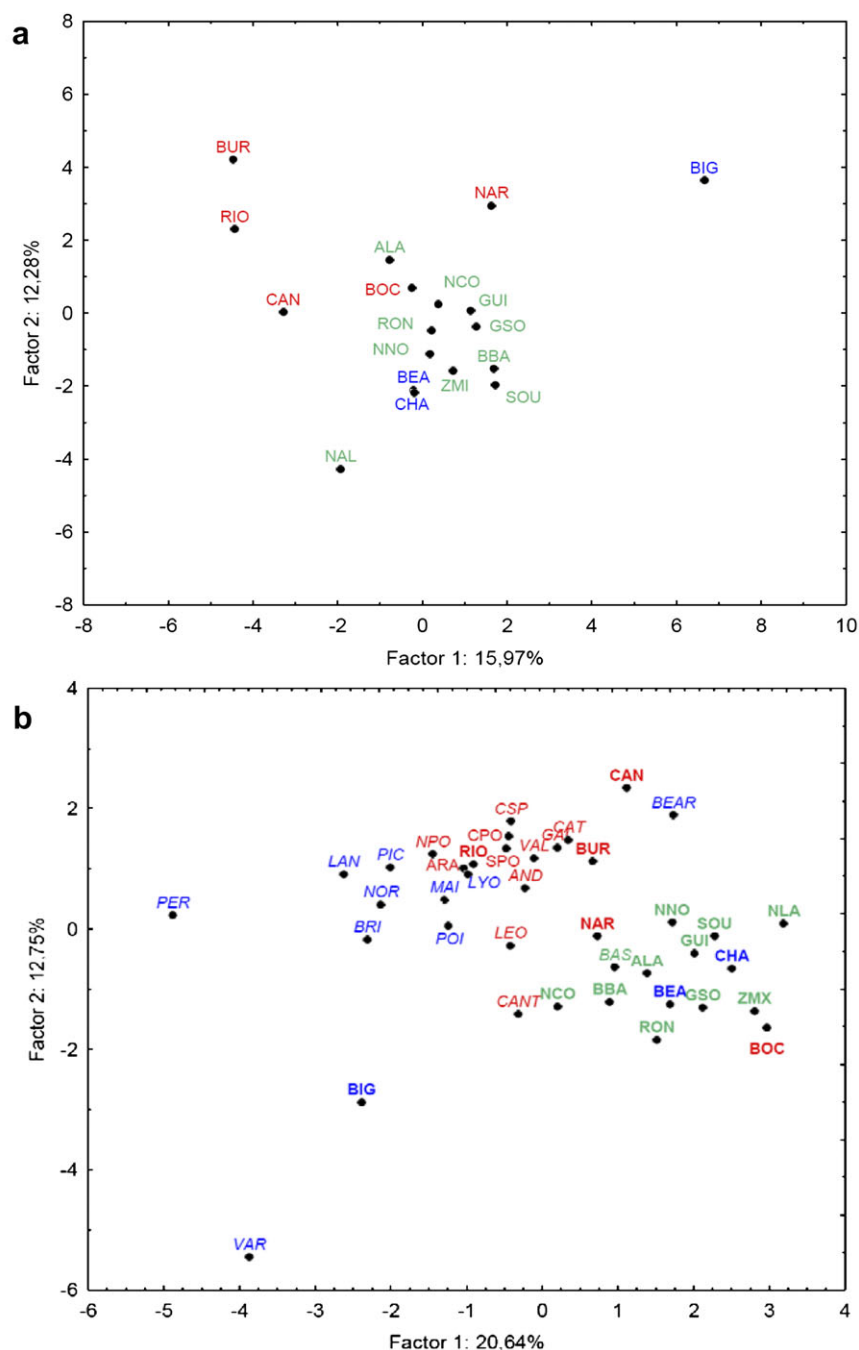 a
8
6
4
2
0
-2
-4
-6
-8
Factor 2: 12,28%
BUR
BIG
NAR
RIO
ALA
BOC
NCO
CAN
GUI
RON
GSO
NNO
BBA
BEA
ZMI
CHA
SOU
NAL
-8
-6
-4
-2
0
2
4
6
8
10
Factor 1: 15,97%
b
4
2
0
-2
-4
-6
Factor 2: 12,75%
CAN
BEAR
CSP
CAT
CPO
GAL
NPO
VAL
BUR
RIO
SPO
ARA
PIC
LAN
LYO
AND
MAI
NOR
PER
POI
BRI
LEO
NAR
NNO
SOU
NLA
GUI
BAS
ALA
CHA
CANT
NCO
BBA
BEA
GSO
ZMX
RON
BOC
BIG
VAR
-6
-5
-4
-3
-2
-1
0
1
2
3
4
Factor 1: 20,64%